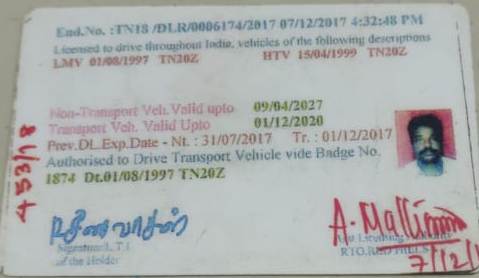 End.No. :TN18 /DLR/0006174/2017 07/12/2017 4:32:48 PM
Licensed to drive throughout India, vehicles of the following descriptions
LMV 01/08/1997 TN20Z HTV 15/04/1999 TN20Z
Non-Transport Veh. Valid upto 09/04/2027
Transport Veh. Valid Upto 01/12/2020
Prev.DL.Exp.Date - Nt. : 31/07/2017 Tr. : 01/12/2017
Authorised to Drive Transport Vehicle vide Badge No.
1874 Dt.01/08/1997 TN20Z
453/18
Signature/L.T.I
of the Holder
Licensing
RTO.RED HILLS
7/12/1